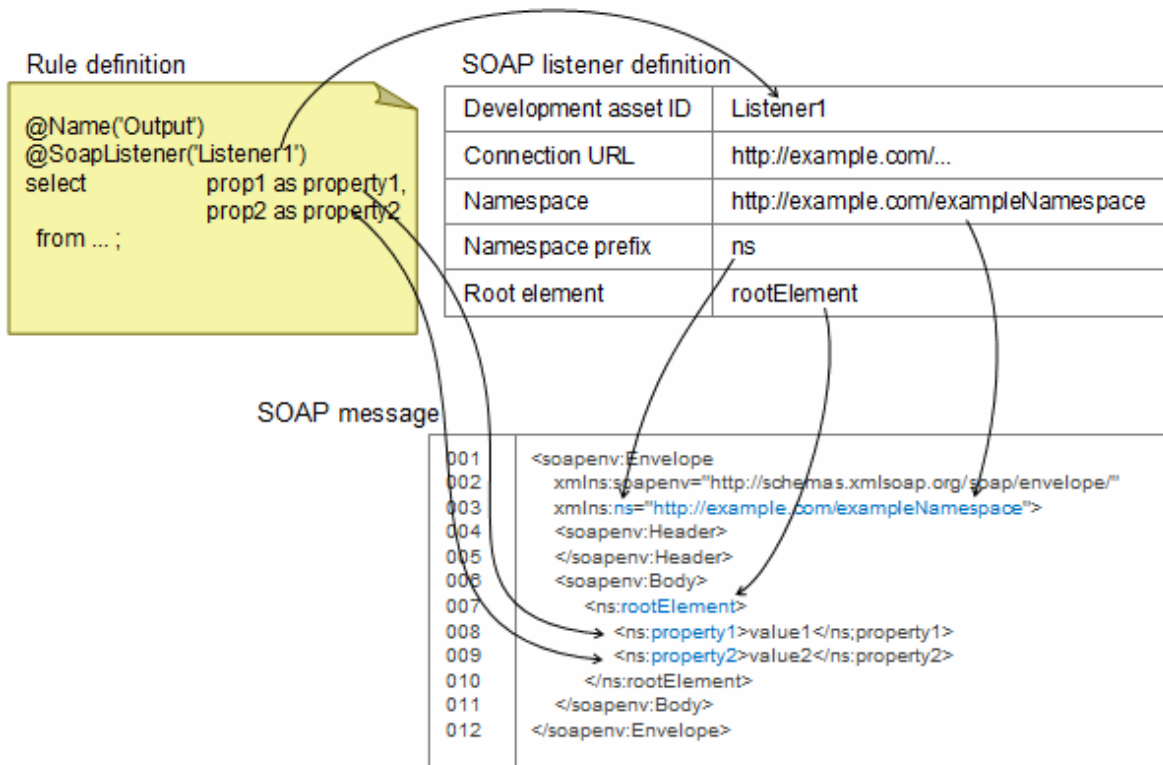 Rule definition
@Name('Output')
@SoapListener('Listener1')
select prop1 as property1,
prop2 as property2
from ... ;
SOAP listener definition
Development asset ID Listener1
Connection URL http://example.com/...
Namespace http://example.com/exampleNamespace
Namespace prefix ns
Root element rootElement
SOAP message
001 <soapenv:Envelope
002 xmlns:soapenv="http://schemas.xmlsoap.org/soap/envelope/"
003 xmlns:ns="http://example.com/exampleNamespace">
004 <soapenv:Header>
005 </soapenv:Header>
006 <soapenv:Body>
007 <ns:rootElement>
008 <ns:property1>value1</ns;property1>
009 <ns:property2>value2</ns:property2>
010 </ns:rootElement>
011 </soapenv:Body>
012 </soapenv:Envelope>